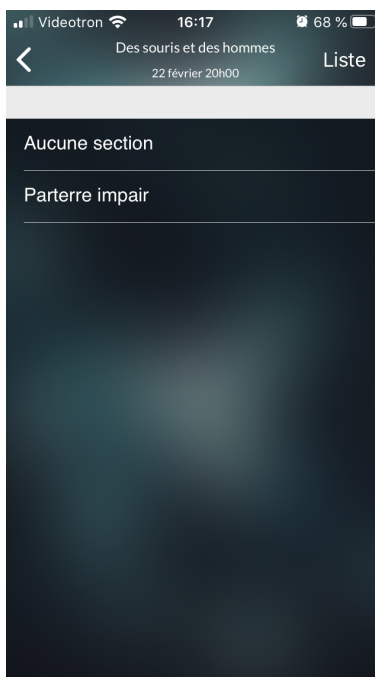 Videotron 16:17 68 %
Des souris et des hommes
22 février 20h00
Liste
Aucune section
Parterre impair